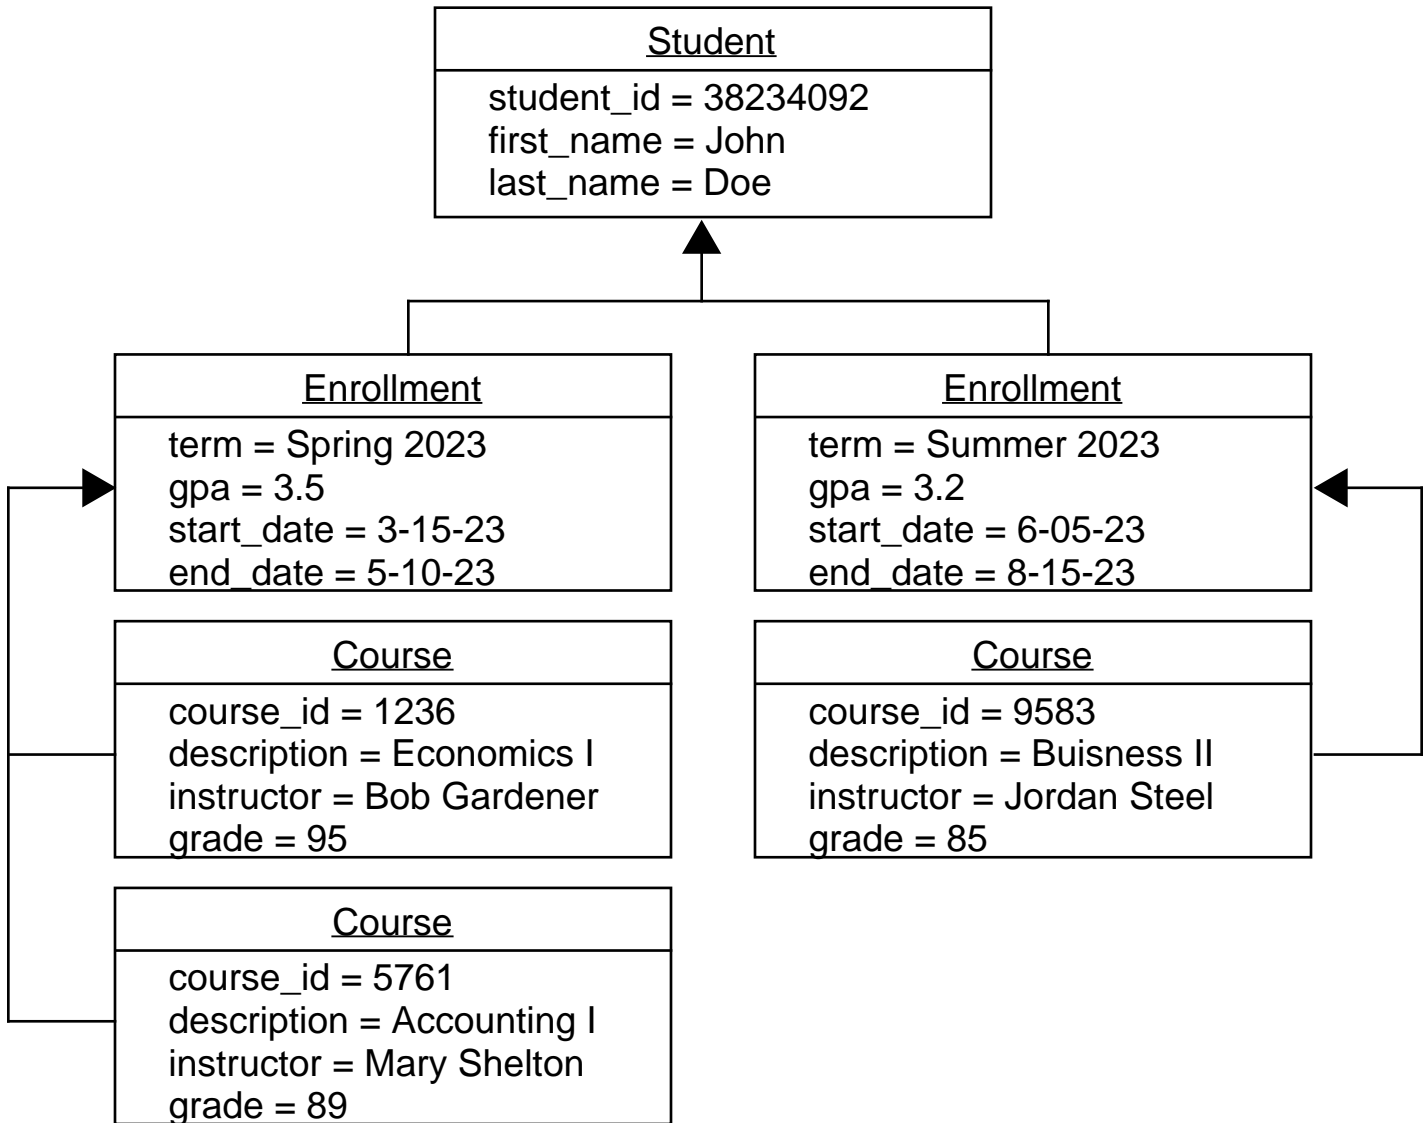 Student
student_id = 38234092
first_name = John
last_name = Doe
Enrollment
term = Spring 2023
gpa = 3.5
start_date = 3-15-23
end_date = 5-10-23
Enrollment
term = Summer 2023
gpa = 3.2
start_date = 6-05-23
end_date = 8-15-23
Course
course_id = 1236
description = Economics I
instructor = Bob Gardener
grade = 95
Course
course_id = 9583
description = Buisness II
instructor = Jordan Steel
grade = 85
Course
course_id = 5761
description = Accounting I
instructor = Mary Shelton
grade = 89